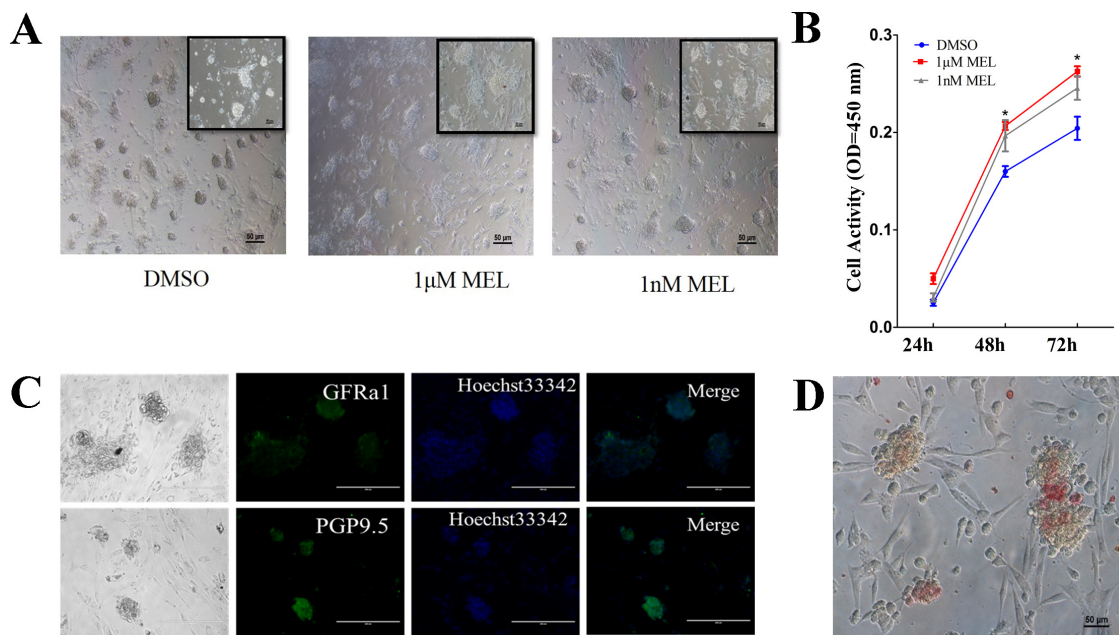 A
50 μm
50 μm
50 μm
DMSO
1μM MEL
1nM MEL
B
DMSO
1μM MEL
1nM MEL
Cell Activity (OD=450 nm)
0.3
0.2
0.1
0.0
*
*
24h
48h
72h
C
GFRa1
Hoechst33342
Merge
PGP9.5
Hoechst33342
Merge
D
50 μm